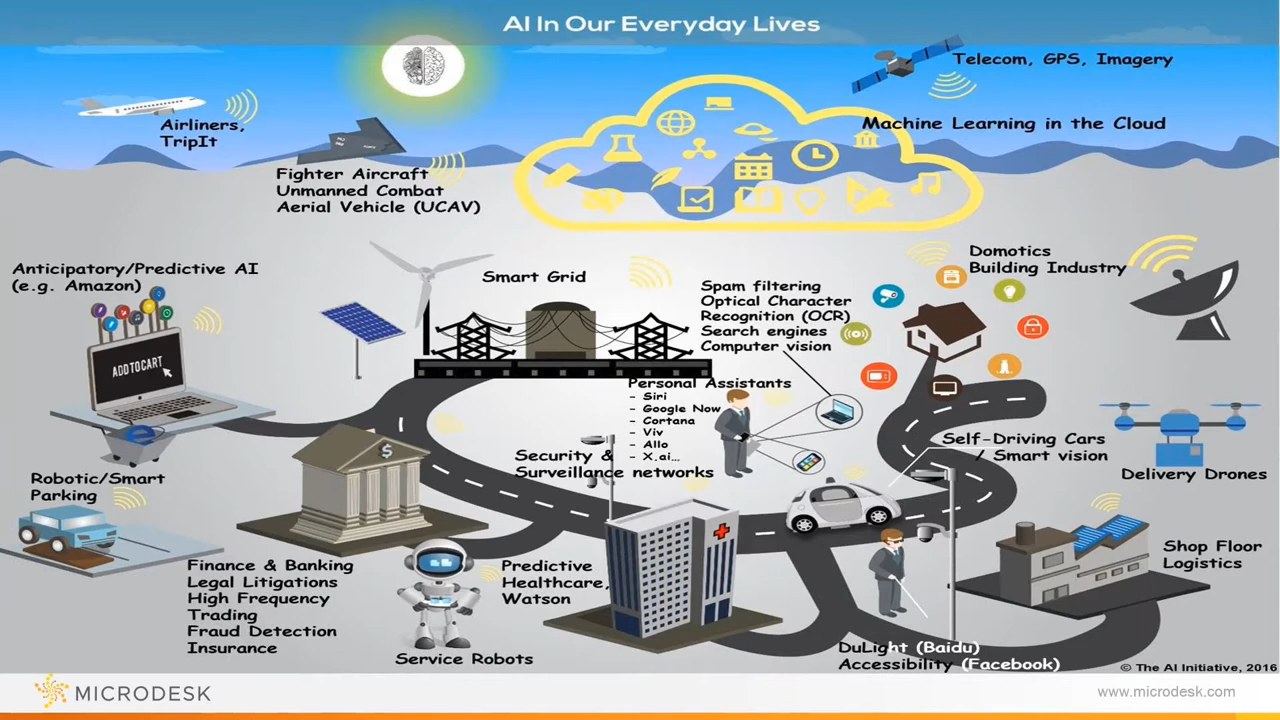 AI In Our Everyday Lives
Telecom, GPS, Imagery
Airliners,
TripIt
Machine Learning in the Cloud
Fighter Aircraft
Unmanned Combat
Aerial Vehicle (UCAV)
Anticipatory/Predictive AI
(e.g. Amazon)
Smart Grid
Domotics
Building Industry
Spam filtering
Optical Character
Recognition (OCR)
Search engines
Computer vision
ADD TO CART
Personal Assistants
- Siri
- Google Now
- Cortana
- Viv
- Allo
- X.ai...
$
Security &
Surveillance networks
Self-Driving Cars
/ Smart vision
Delivery Drones
Robotic/Smart
Parking
Finance & Banking
Legal Litigations
High Frequency
Trading
Fraud Detection
Insurance
Predictive
Healthcare,
Watson
Shop Floor
Logistics
Service Robots
DuLight (Baidu)
Accessibility (Facebook)
© The AI Initiative, 2016
MICRODESK
www.microdesk.com